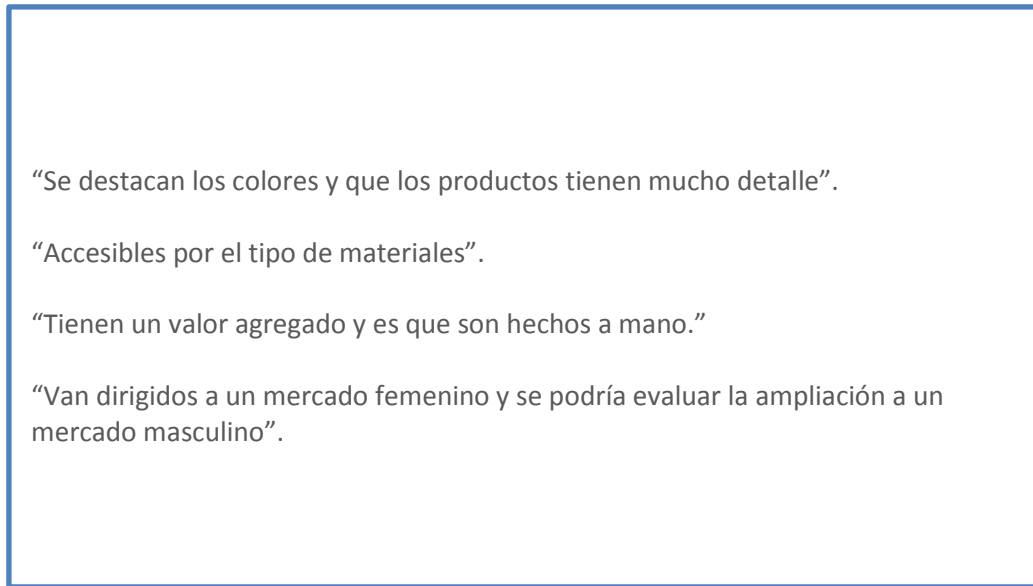 “Se destacan los colores y que los productos tienen mucho detalle”.
“Accesibles por el tipo de materiales”.
“Tienen un valor agregado y es que son hechos a mano.”
“Van dirigidos a un mercado femenino y se podría evaluar la ampliación a un
mercado masculino”.